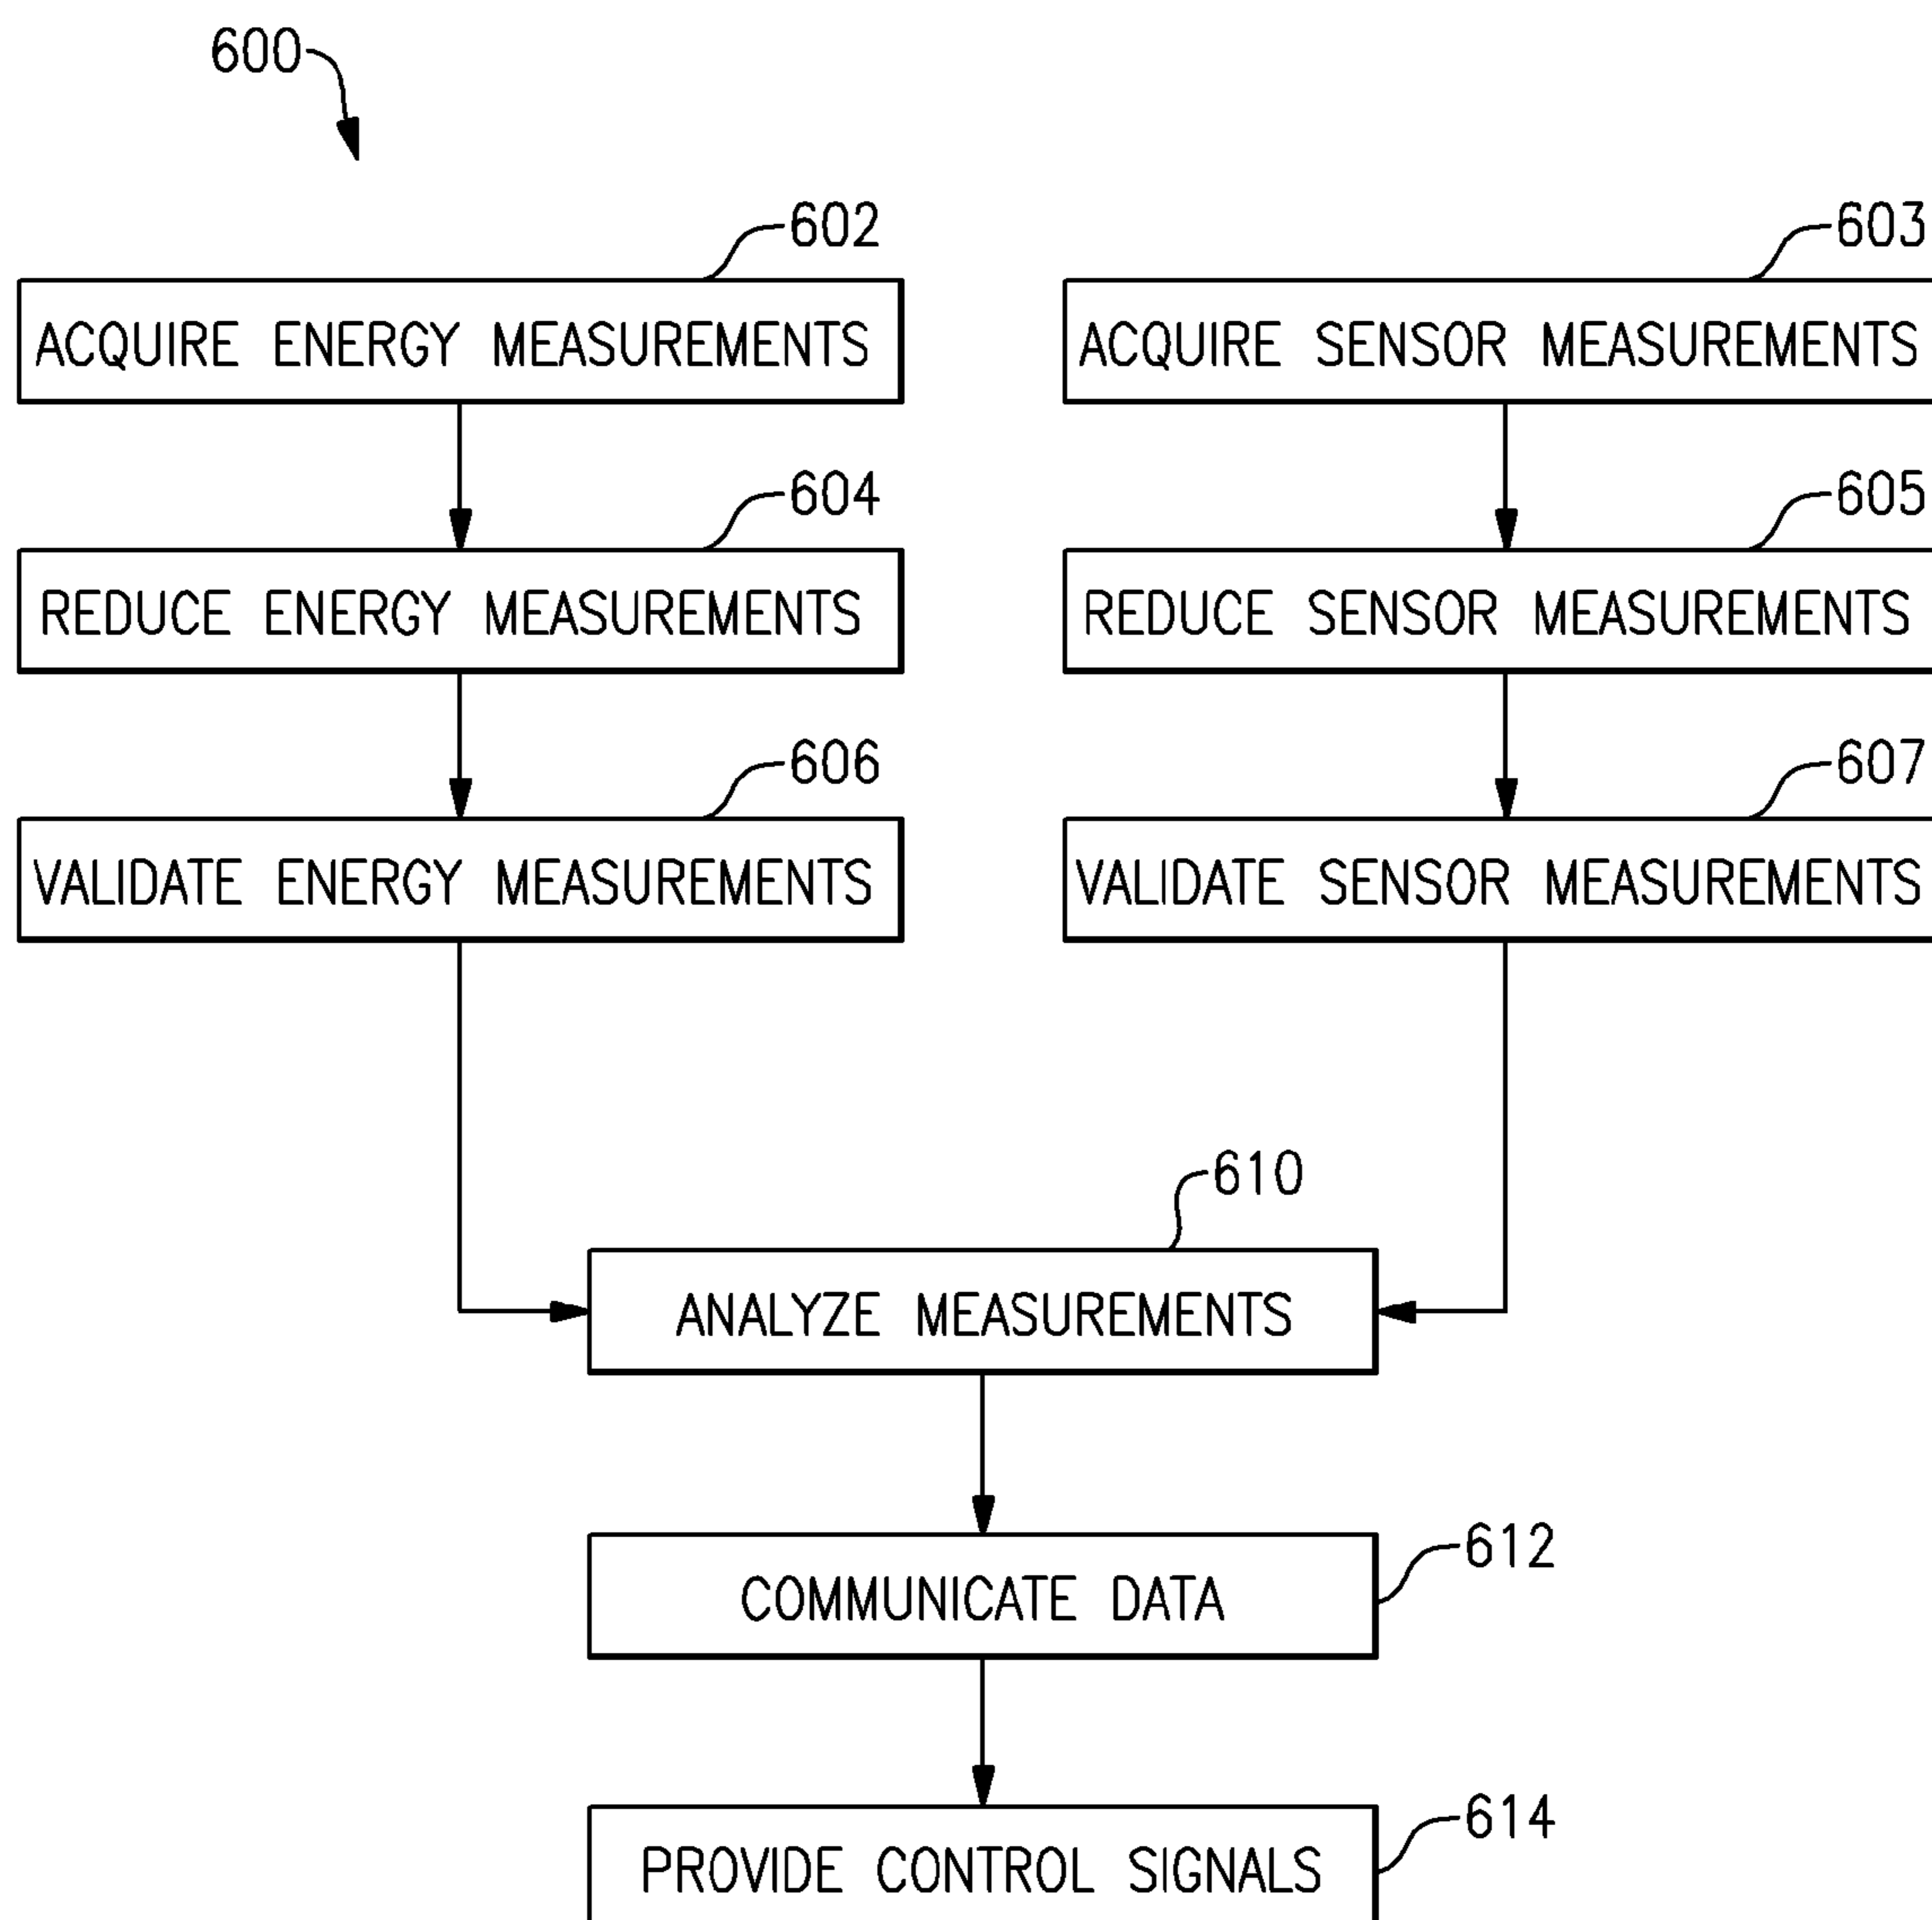 600
602
603
ACQUIRE ENERGY MEASUREMENTS
ACQUIRE SENSOR MEASUREMENTS
604
605
REDUCE ENERGY MEASUREMENTS
REDUCE SENSOR MEASUREMENTS
606
607
VALIDATE ENERGY MEASUREMENTS
VALIDATE SENSOR MEASUREMENTS
610
ANALYZE MEASUREMENTS
612
COMMUNICATE DATA
614
PROVIDE CONTROL SIGNALS